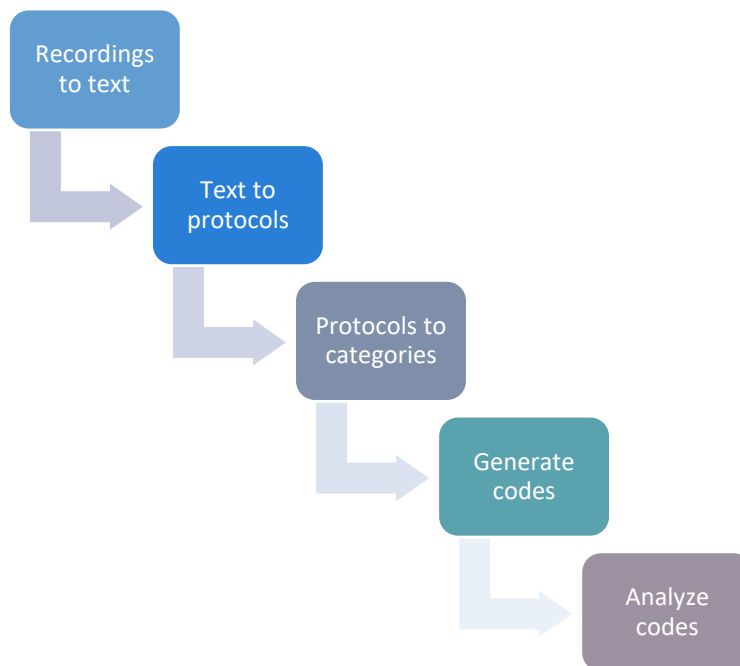 Recordings
to text
Text to
protocols
Protocols to
categories
Generate
codes
Analyze
codes